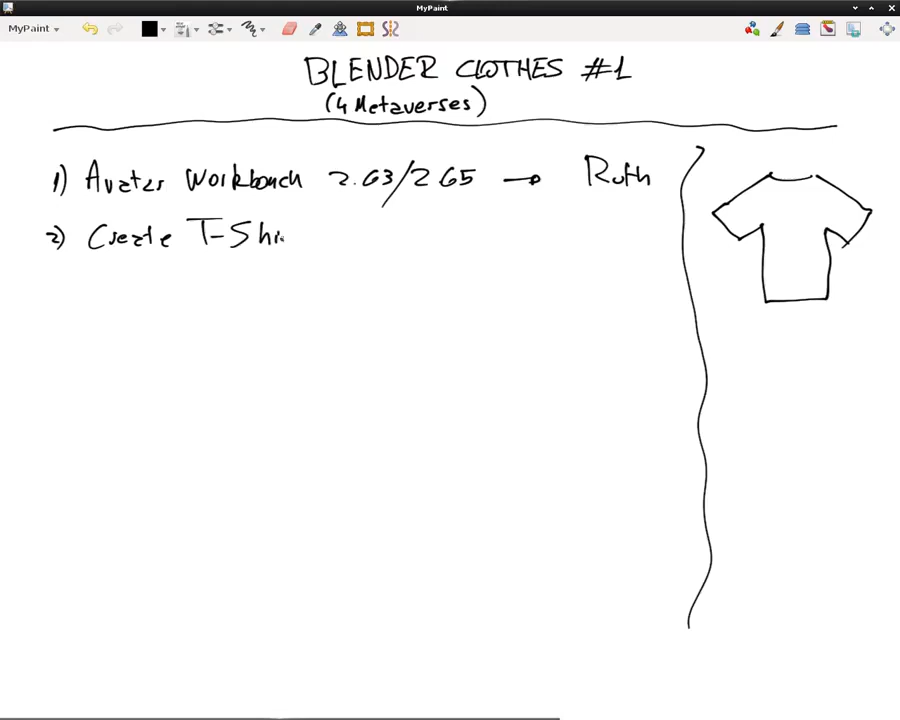 MyPaint
MyPaint
BLENDER CLOTHES #1
(4 Metaverses)
1) Avatar Workbench 2.63/2.65 → Ruth
2) Create T-Shi